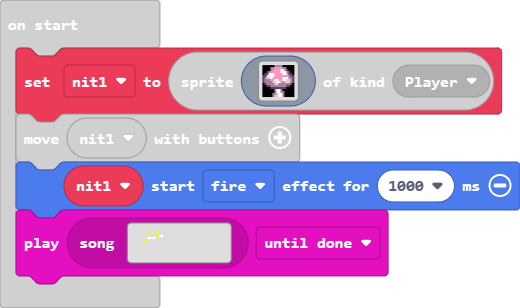 on start
set nit1 to sprite of kind Player
move nit1 with buttons
nit1 start fire effect for 1000 ms
play song until done